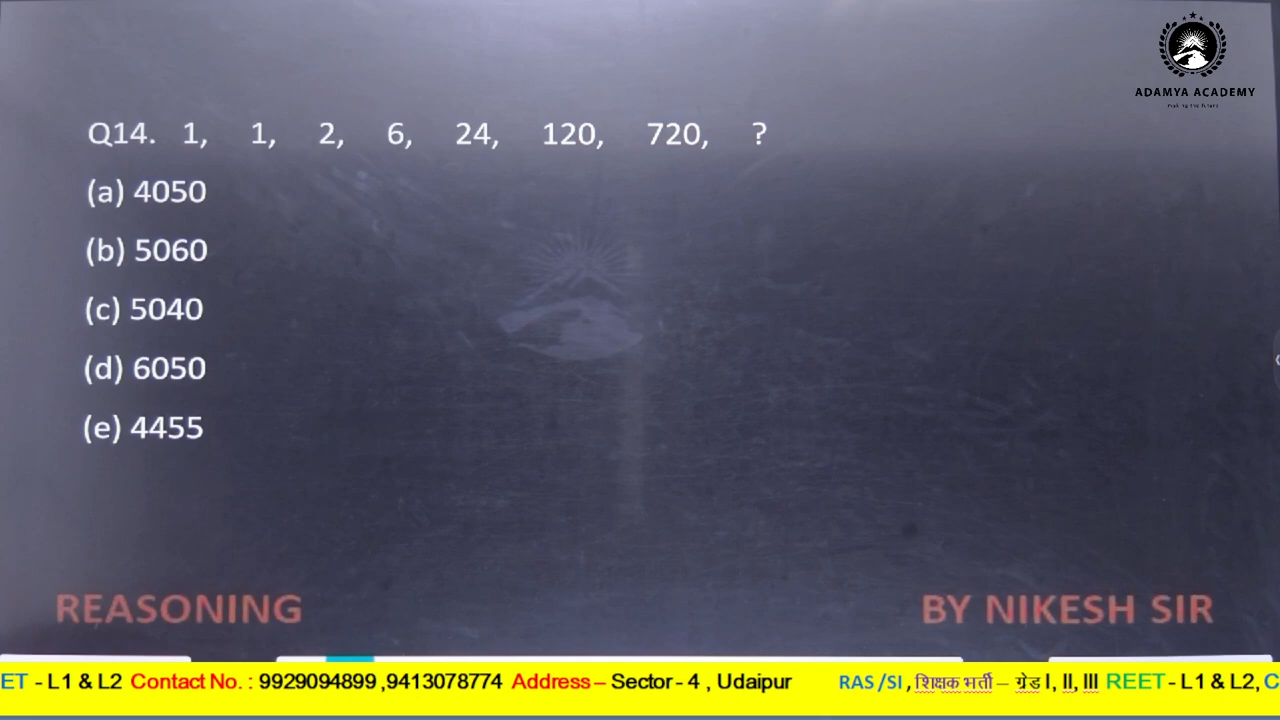 ADAMYA ACADEMY
Q14. 1, 1, 2, 6, 24, 120, 720, ?
(a) 4050
(b) 5060
(c) 5040
(d) 6050
(e) 4455
REASONING
BY NIKESH SIR
ET - L1 & L2 Contact No. : 9929094899 ,9413078774 Address – Sector - 4 , Udaipur RAS /SI , शिक्षक भर्ती – ग्रेड I, II, III REET - L1 & L2, C